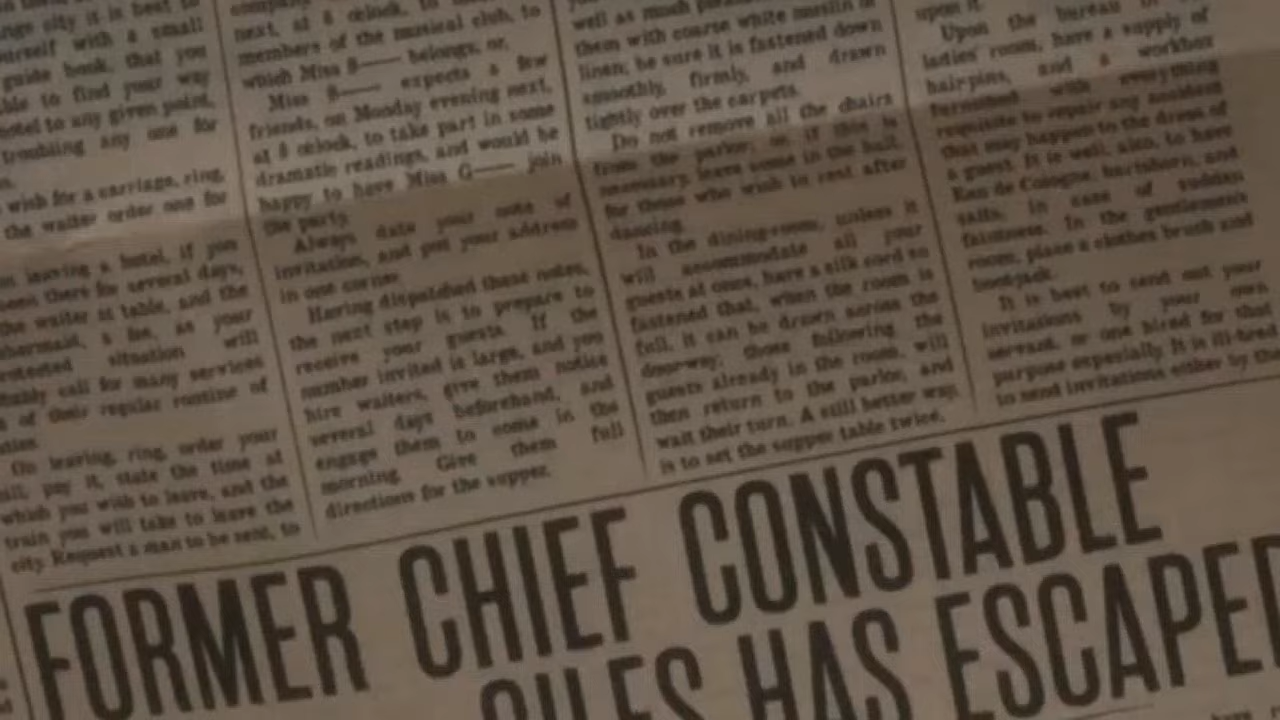 nge city it is best to
urself with a small
guide book, that you
ble to find your way
hotel to any given point,
troubling any one for
wish for a carriage, ring,
the waiter order one for
leaving a hotel, if you
been there for several days,
the waiter at table, and the
hermaid, a fee, as your
otected situation will
bably call for many services
of their regular routine of
On leaving, ring, order your
bill, pay it, state the time at
which you wish to leave, and the
train you will take to leave the
city. Request a man to be sent, to
next, at 8 o'clock, to
members of the musical club, to
which Miss B—— belongs, or,
Miss B—— expects a few
friends, on Monday evening next,
at 8 o'clock, to take part in some
dramatic readings, and would be
happy to have Miss G—— join
the party.
Always date your note of
invitation, and put your address
in one corner.
Having dispatched these notes,
the next step is to prepare to
receive your guests. If the
number invited is large, and you
hire waiters, give them notice
several days beforehand, and
engage them to come in the
morning. Give them full
directions for the supper.
well as much
them with coarse white muslin or
linen; be sure it is fastened down
smoothly, firmly, and drawn
tightly over the carpets.
Do not remove all the chairs
from the parlor; or, if this is
necessary, leave some in the hall,
for those who wish to rest after
dancing.
In the dining-room, unless it
will accommodate all your
guests at once, have a silk cord so
fastened that, when the room is
full, it can be drawn across the
door-way; those following the
guests already in the room, will
then return to the parlor, and
wait their turn. A still better way,
is to set the supper table twice.
upon it.
Upon the bureau in
ladies' room, have a supply of
hairpins, and a workbox
furnished with everything
requisite to repair any accident
that may happen to the dress of
a guest. It is well, also, to have
Eau de Cologne, hartshorn, and
salts, in case of sudden
faintness. In the gentlemen's
room, place a clothes brush and
bootjack.
It is best to send out your
invitations by your own
servant, or one hired for that
purpose especially. It is ill-bred
to send invitations either by the
FORMER CHIEF CONSTABLE
GILES HAS ESCAPED